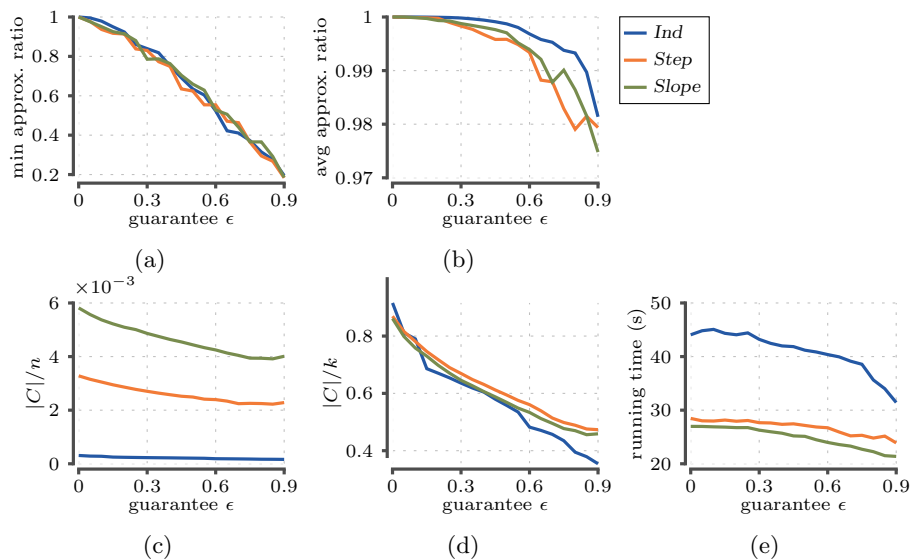 min approx. ratio
1
0.8
0.6
0.4
0.2
0
0.3
0.6
0.9
guarantee ϵ
(a)
avg approx. ratio
1
0.99
0.98
0.97
0
0.3
0.6
0.9
guarantee ϵ
(b)
Ind
Step
Slope
×10⁻³
|C|/n
6
4
2
0
0
0.3
0.6
0.9
guarantee ϵ
(c)
|C|/k
0.8
0.6
0.4
0
0.3
0.6
0.9
guarantee ϵ
(d)
running time (s)
50
40
30
20
0
0.3
0.6
0.9
guarantee ϵ
(e)